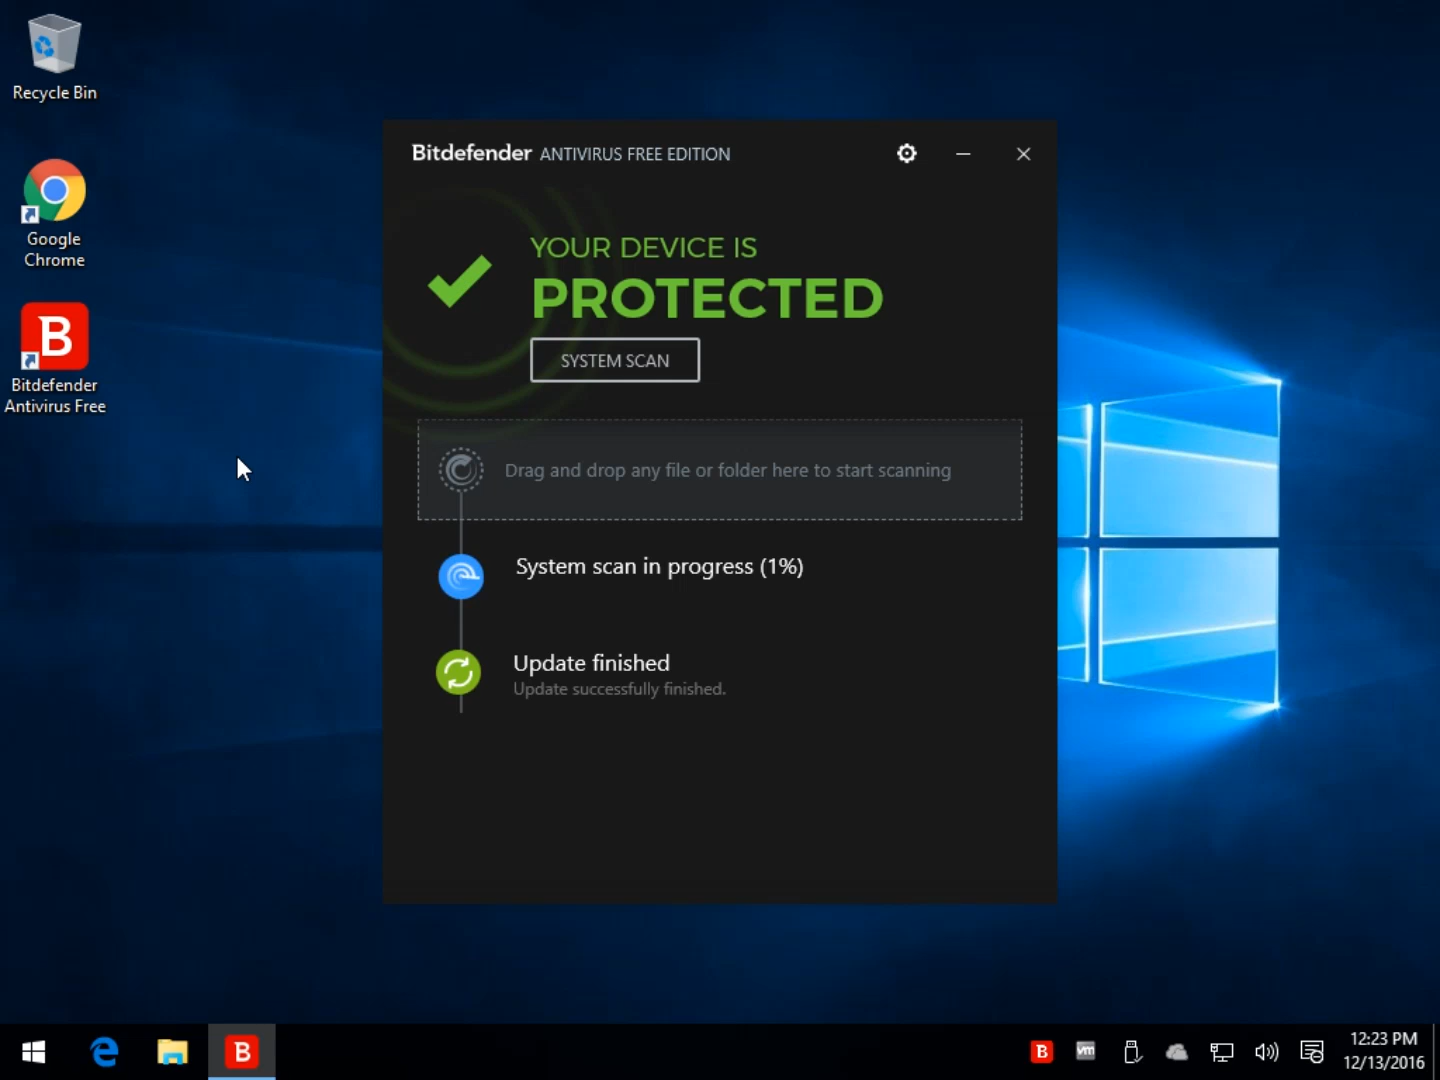 Recycle Bin
Google
Chrome
B
Bitdefender
Antivirus Free
Bitdefender ANTIVIRUS FREE EDITION
YOUR DEVICE IS
PROTECTED
SYSTEM SCAN
Drag and drop any file or folder here to start scanning
System scan in progress (1%)
Update finished
Update successfully finished.
B
B
vm
12:23 PM
12/13/2016